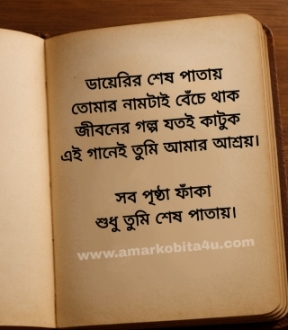 ডায়েরির শেষ পাতায়
তোমার নামটাই বেঁচে থাক
জীবনের গল্প যতই কাটুক
এই গানেই তুমি আমার আশ্রয়।
সব পৃষ্ঠা ফাঁকা
শুধু তুমি শেষ পাতায়।
www.amarkobita4u.com